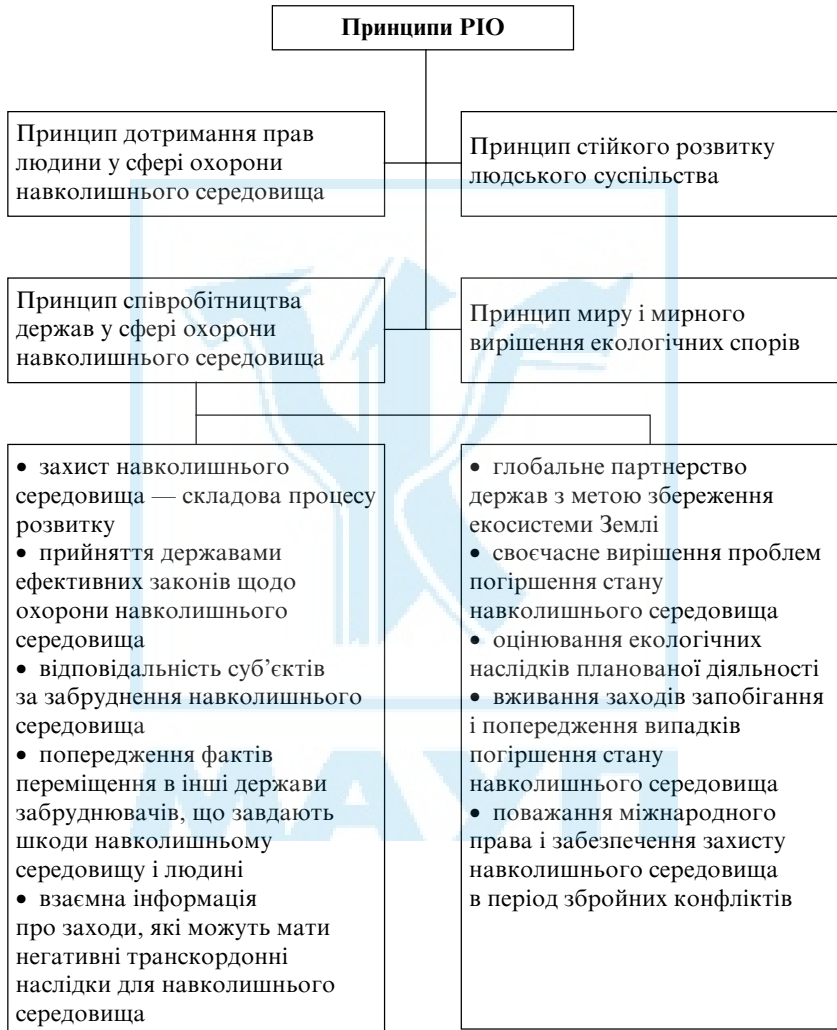 Принципи РІО
Принцип дотримання прав
людини у сфері охорони
навколишнього середовища
Принцип стійкого розвитку
людського суспільства
Принцип співробітництва
держав у сфері охорони
навколишнього середовища
Принцип миру і мирного
вирішення екологічних спорів
• захист навколишнього
середовища — складова процесу
розвитку
• прийняття державами
ефективних законів щодо
охорони навколишнього
середовища
• відповідальність суб’єктів
за забруднення навколишнього
середовища
• попередження фактів
переміщення в інші держави
забруднювачів, що завдають
шкоди навколишньому
середовищу і людині
• взаємна інформація
про заходи, які можуть мати
негативні транскордонні
наслідки для навколишнього
середовища
• глобальне партнерство
держав з метою збереження
екосистеми Землі
• своєчасне вирішення проблем
погіршення стану
навколишнього середовища
• оцінювання екологічних
наслідків планованої діяльності
• вживання заходів запобігання
і попередження випадків
погіршення стану
навколишнього середовища
• поважання міжнародного
права і забезпечення захисту
навколишнього середовища
в період збройних конфліктів
МАУП